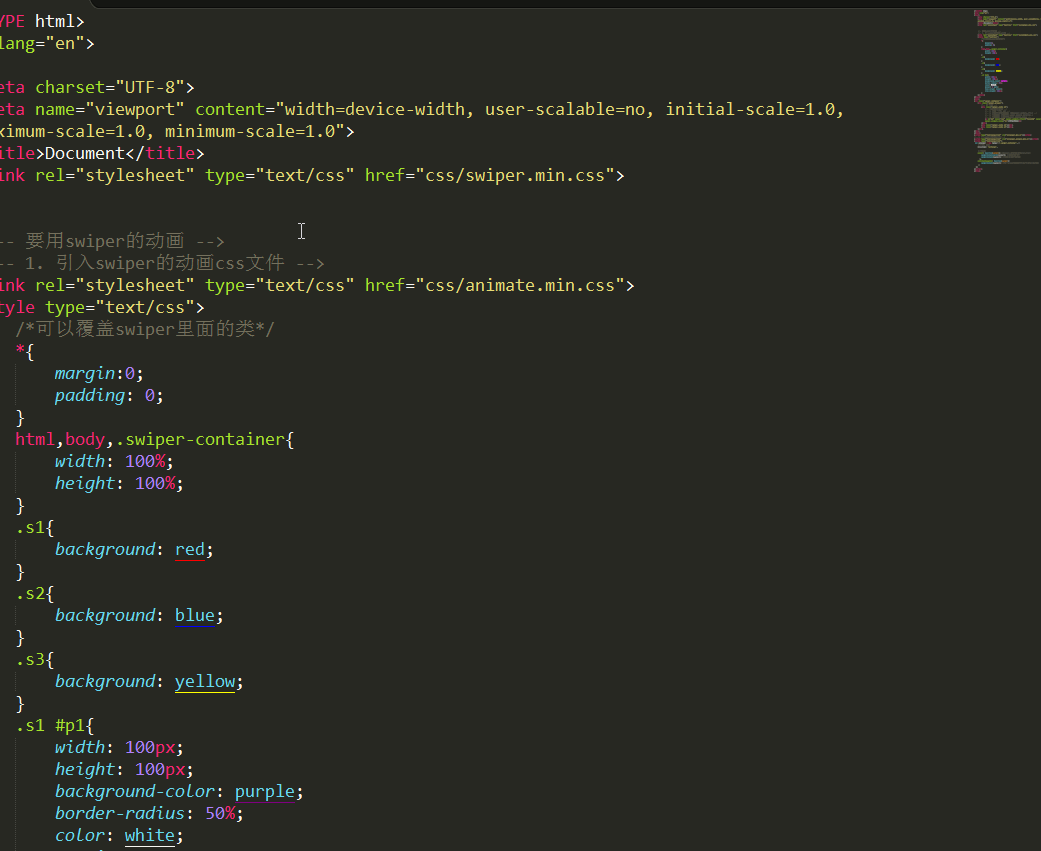 YPE html>
lang="en">
eta charset="UTF-8">
eta name="viewport" content="width=device-width, user-scalable=no, initial-scale=1.0,
ximum-scale=1.0, minimum-scale=1.0">
itle>Document</title>
ink rel="stylesheet" type="text/css" href="css/swiper.min.css">
-- 要用swiper的动画 -->
-- 1. 引入swiper的动画css文件 -->
ink rel="stylesheet" type="text/css" href="css/animate.min.css">
tyle type="text/css">
/*可以覆盖swiper里面的类*/
*{
margin:0;
padding: 0;
}
html,body,.swiper-container{
width: 100%;
height: 100%;
}
.s1{
background: red;
}
.s2{
background: blue;
}
.s3{
background: yellow;
}
.s1 #p1{
width: 100px;
height: 100px;
background-color: purple;
border-radius: 50%;
color: white;